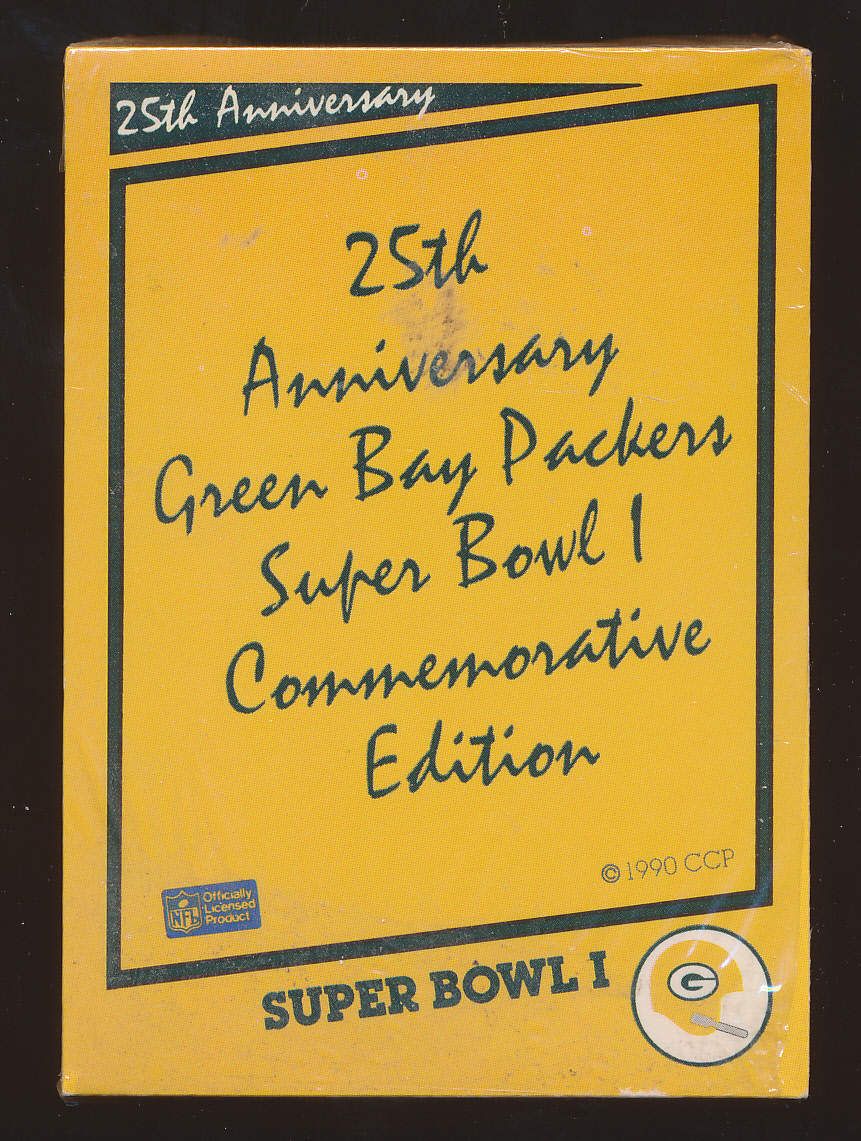 25th Anniversary
25th
Anniversary
Green Bay Packers
Super Bowl I
Commemorative
Edition
© 1990 CCP
NFL
Officially
Licensed
Product
SUPER BOWL I
G